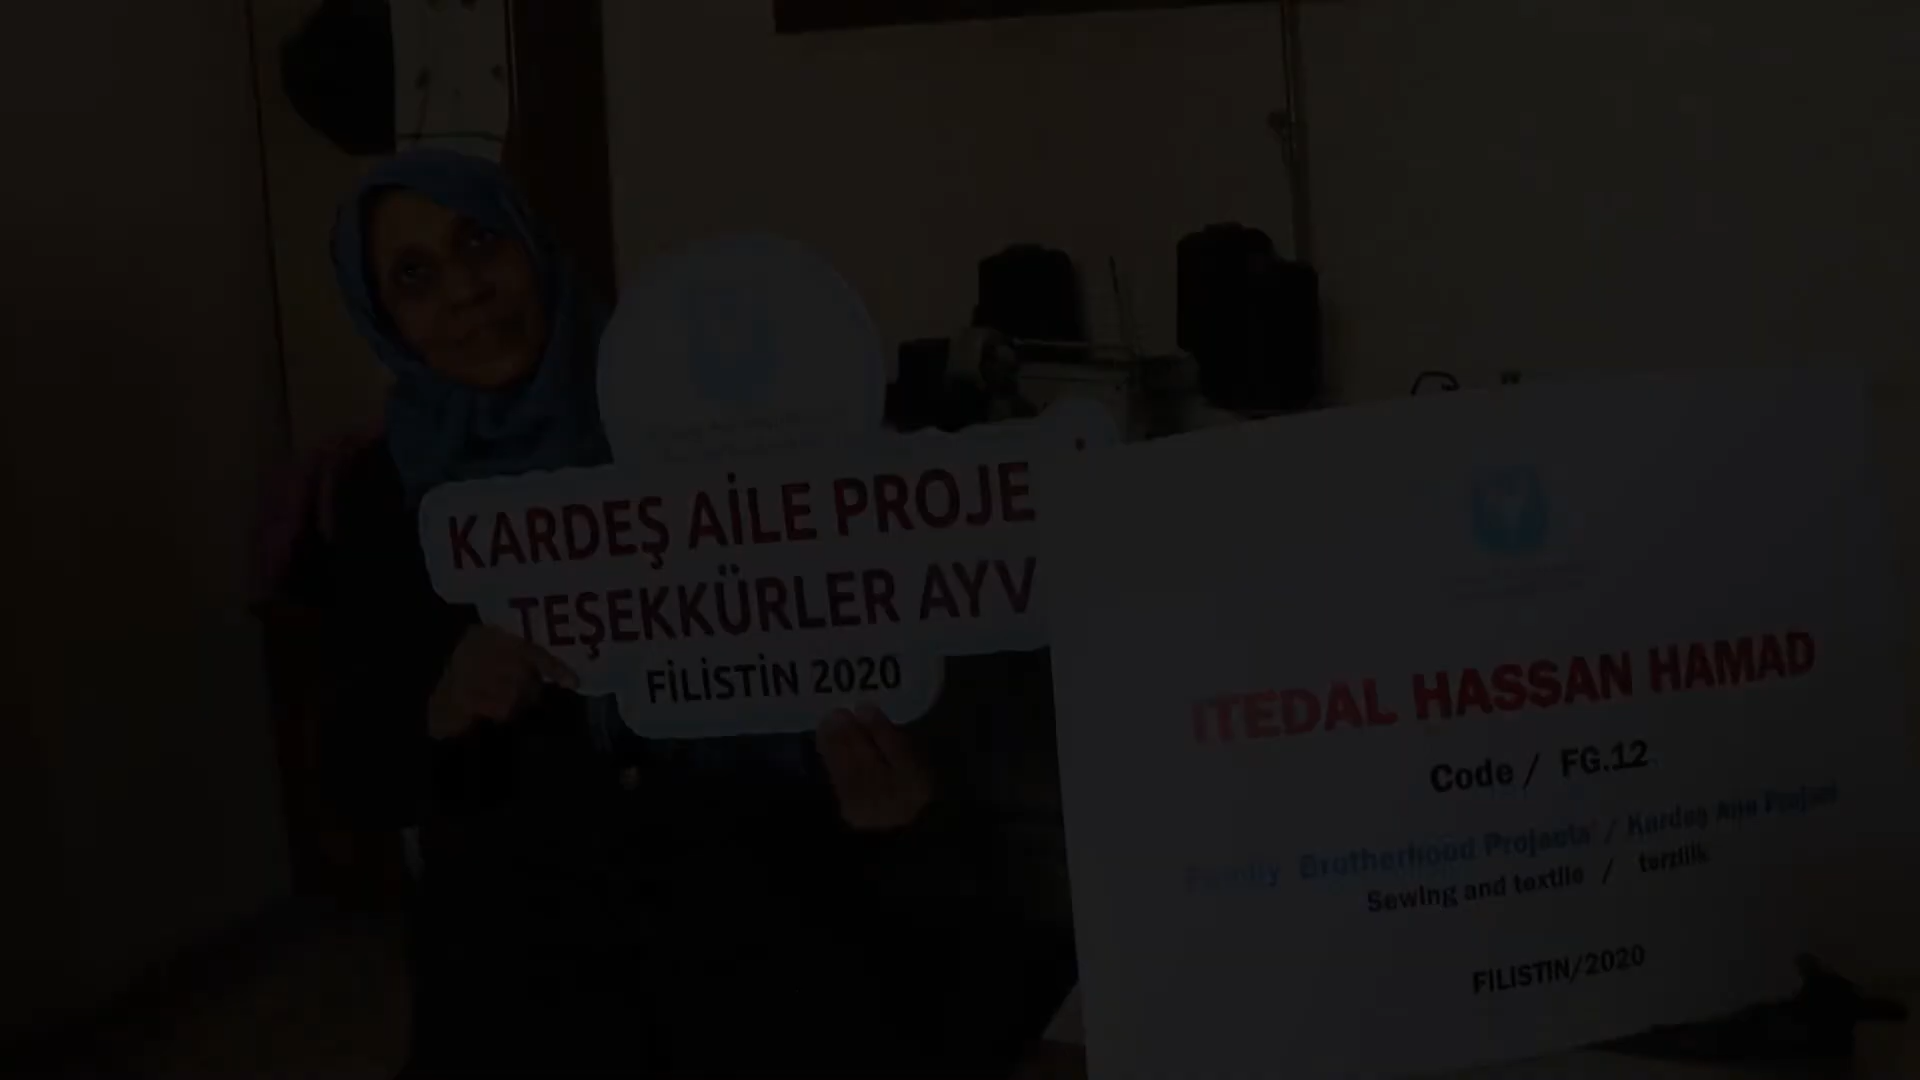 KARDEŞ AİLE PROJE
TEŞEKKÜRLER AYV
FİLİSTİN 2020
ITEDAL HASSAN HAMAD
Code / FG.12
Family Brotherhood Projects / Kardeş Aile Projesi
Sewing and textile / terzilik
FILISTIN/2020